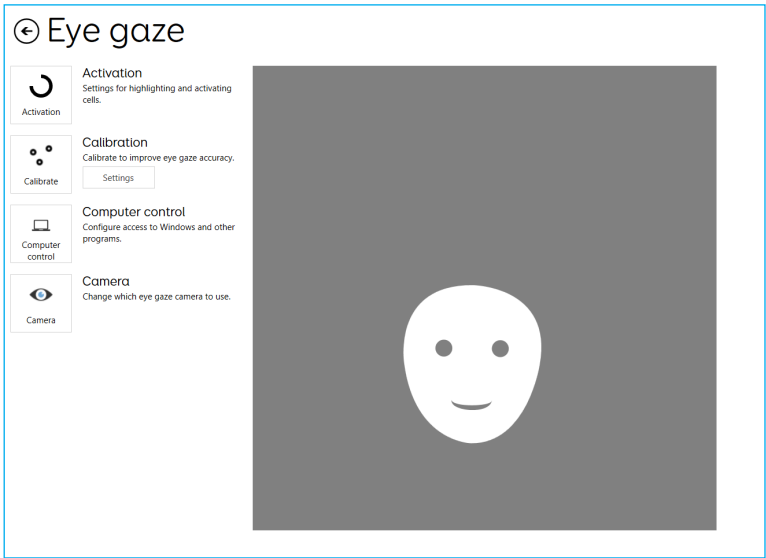 Eye gaze
Activation
Activation
Settings for highlighting and activating
cells.
Calibrate
Calibration
Calibrate to improve eye gaze accuracy.
Settings
Computer
control
Computer control
Configure access to Windows and other
programs.
Camera
Camera
Change which eye gaze camera to use.